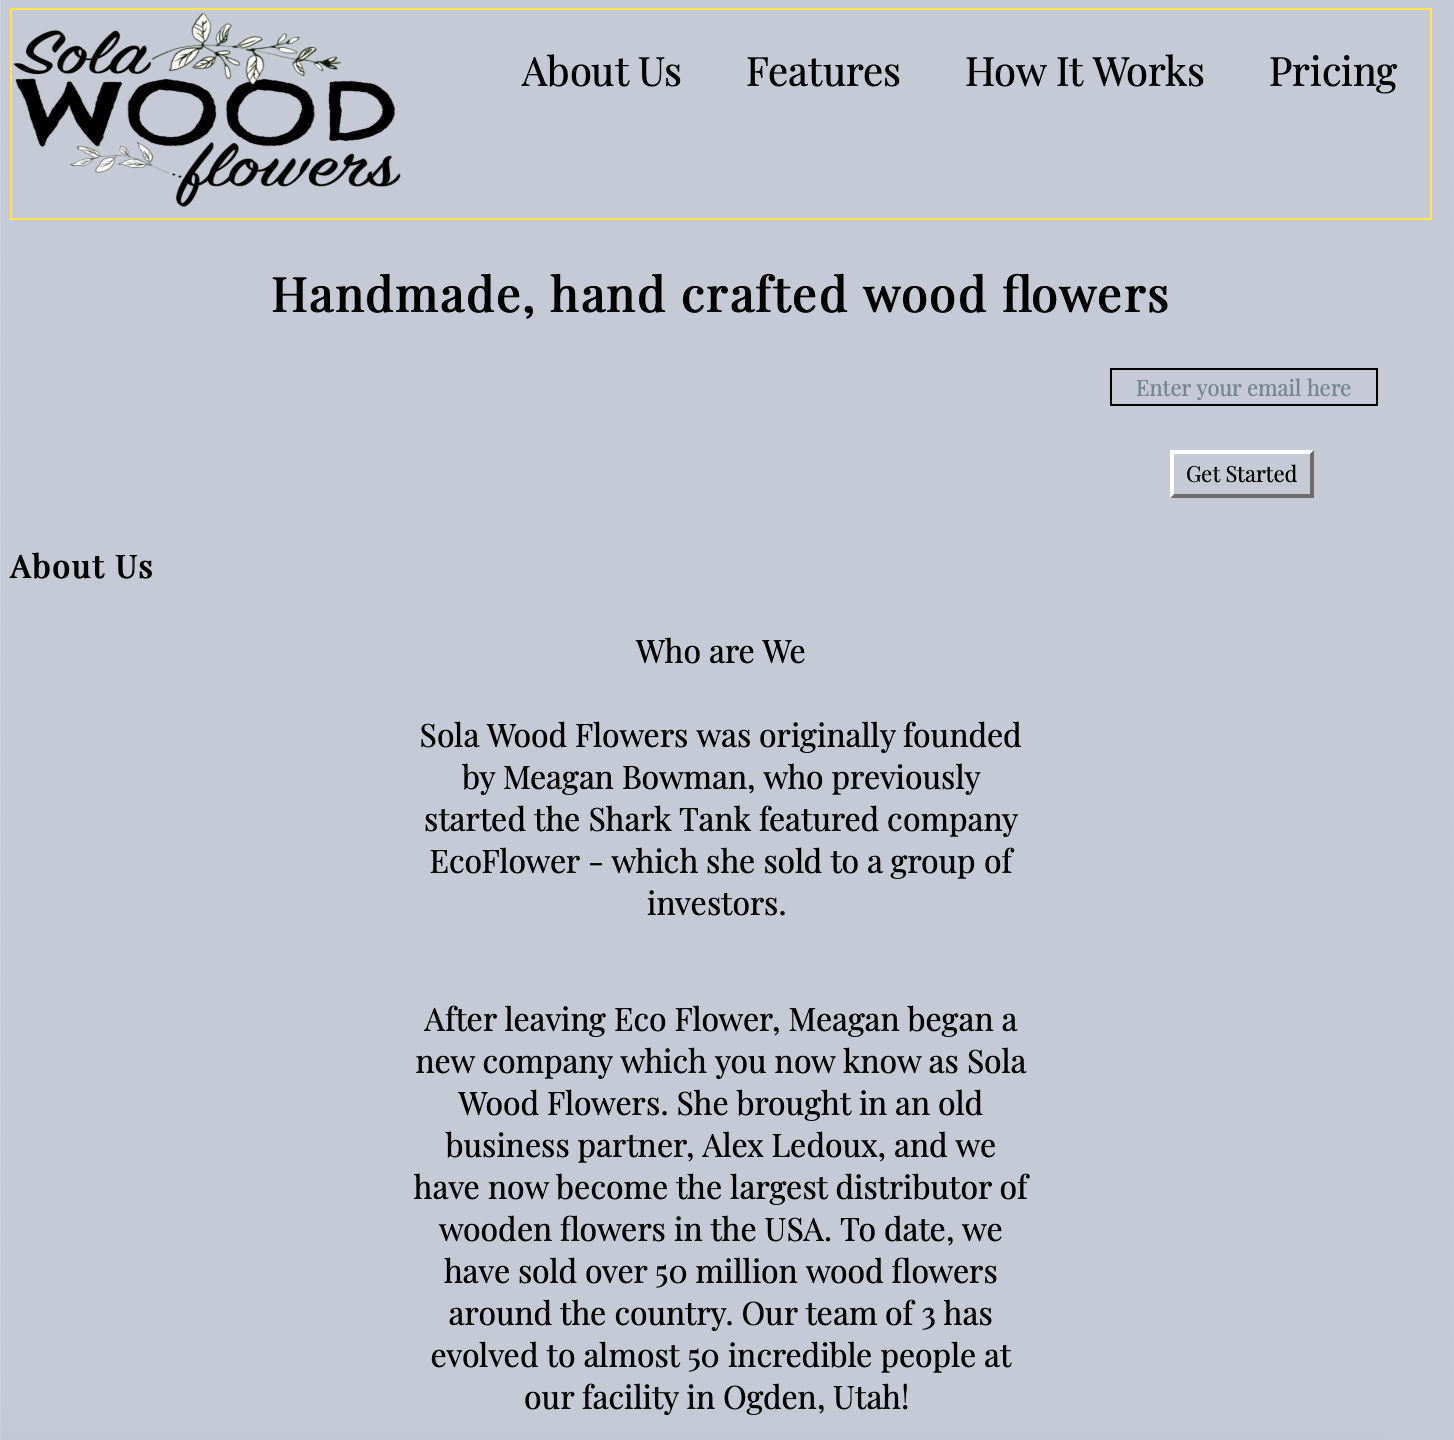 Sola
WOOD
flowers
About Us Features How It Works Pricing
Handmade, hand crafted wood flowers
Enter your email here
Get Started
About Us
Who are We
Sola Wood Flowers was originally founded
by Meagan Bowman, who previously
started the Shark Tank featured company
EcoFlower - which she sold to a group of
investors.
After leaving Eco Flower, Meagan began a
new company which you now know as Sola
Wood Flowers. She brought in an old
business partner, Alex Ledoux, and we
have now become the largest distributor of
wooden flowers in the USA. To date, we
have sold over 50 million wood flowers
around the country. Our team of 3 has
evolved to almost 50 incredible people at
our facility in Ogden, Utah!